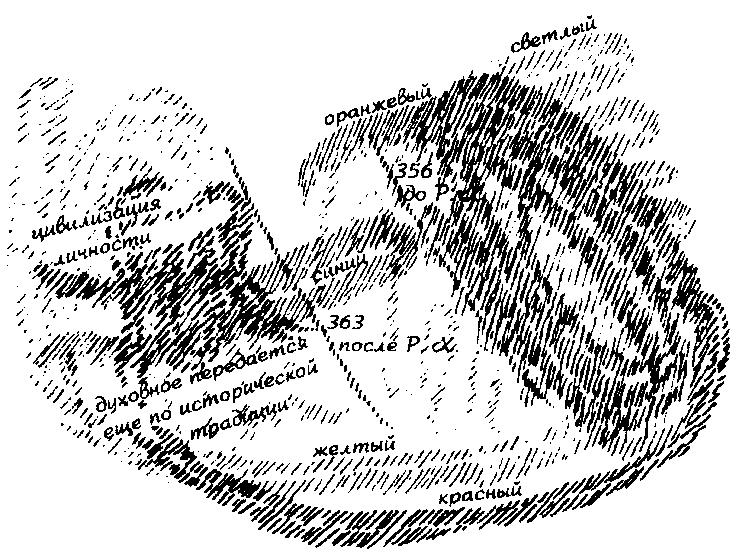 светлый
оранжевый
356
до Р. Х.
цивилизация
личности
синий
363
после Р. Х.
духовное передается
еще по исторической
традиции
желтый
красный